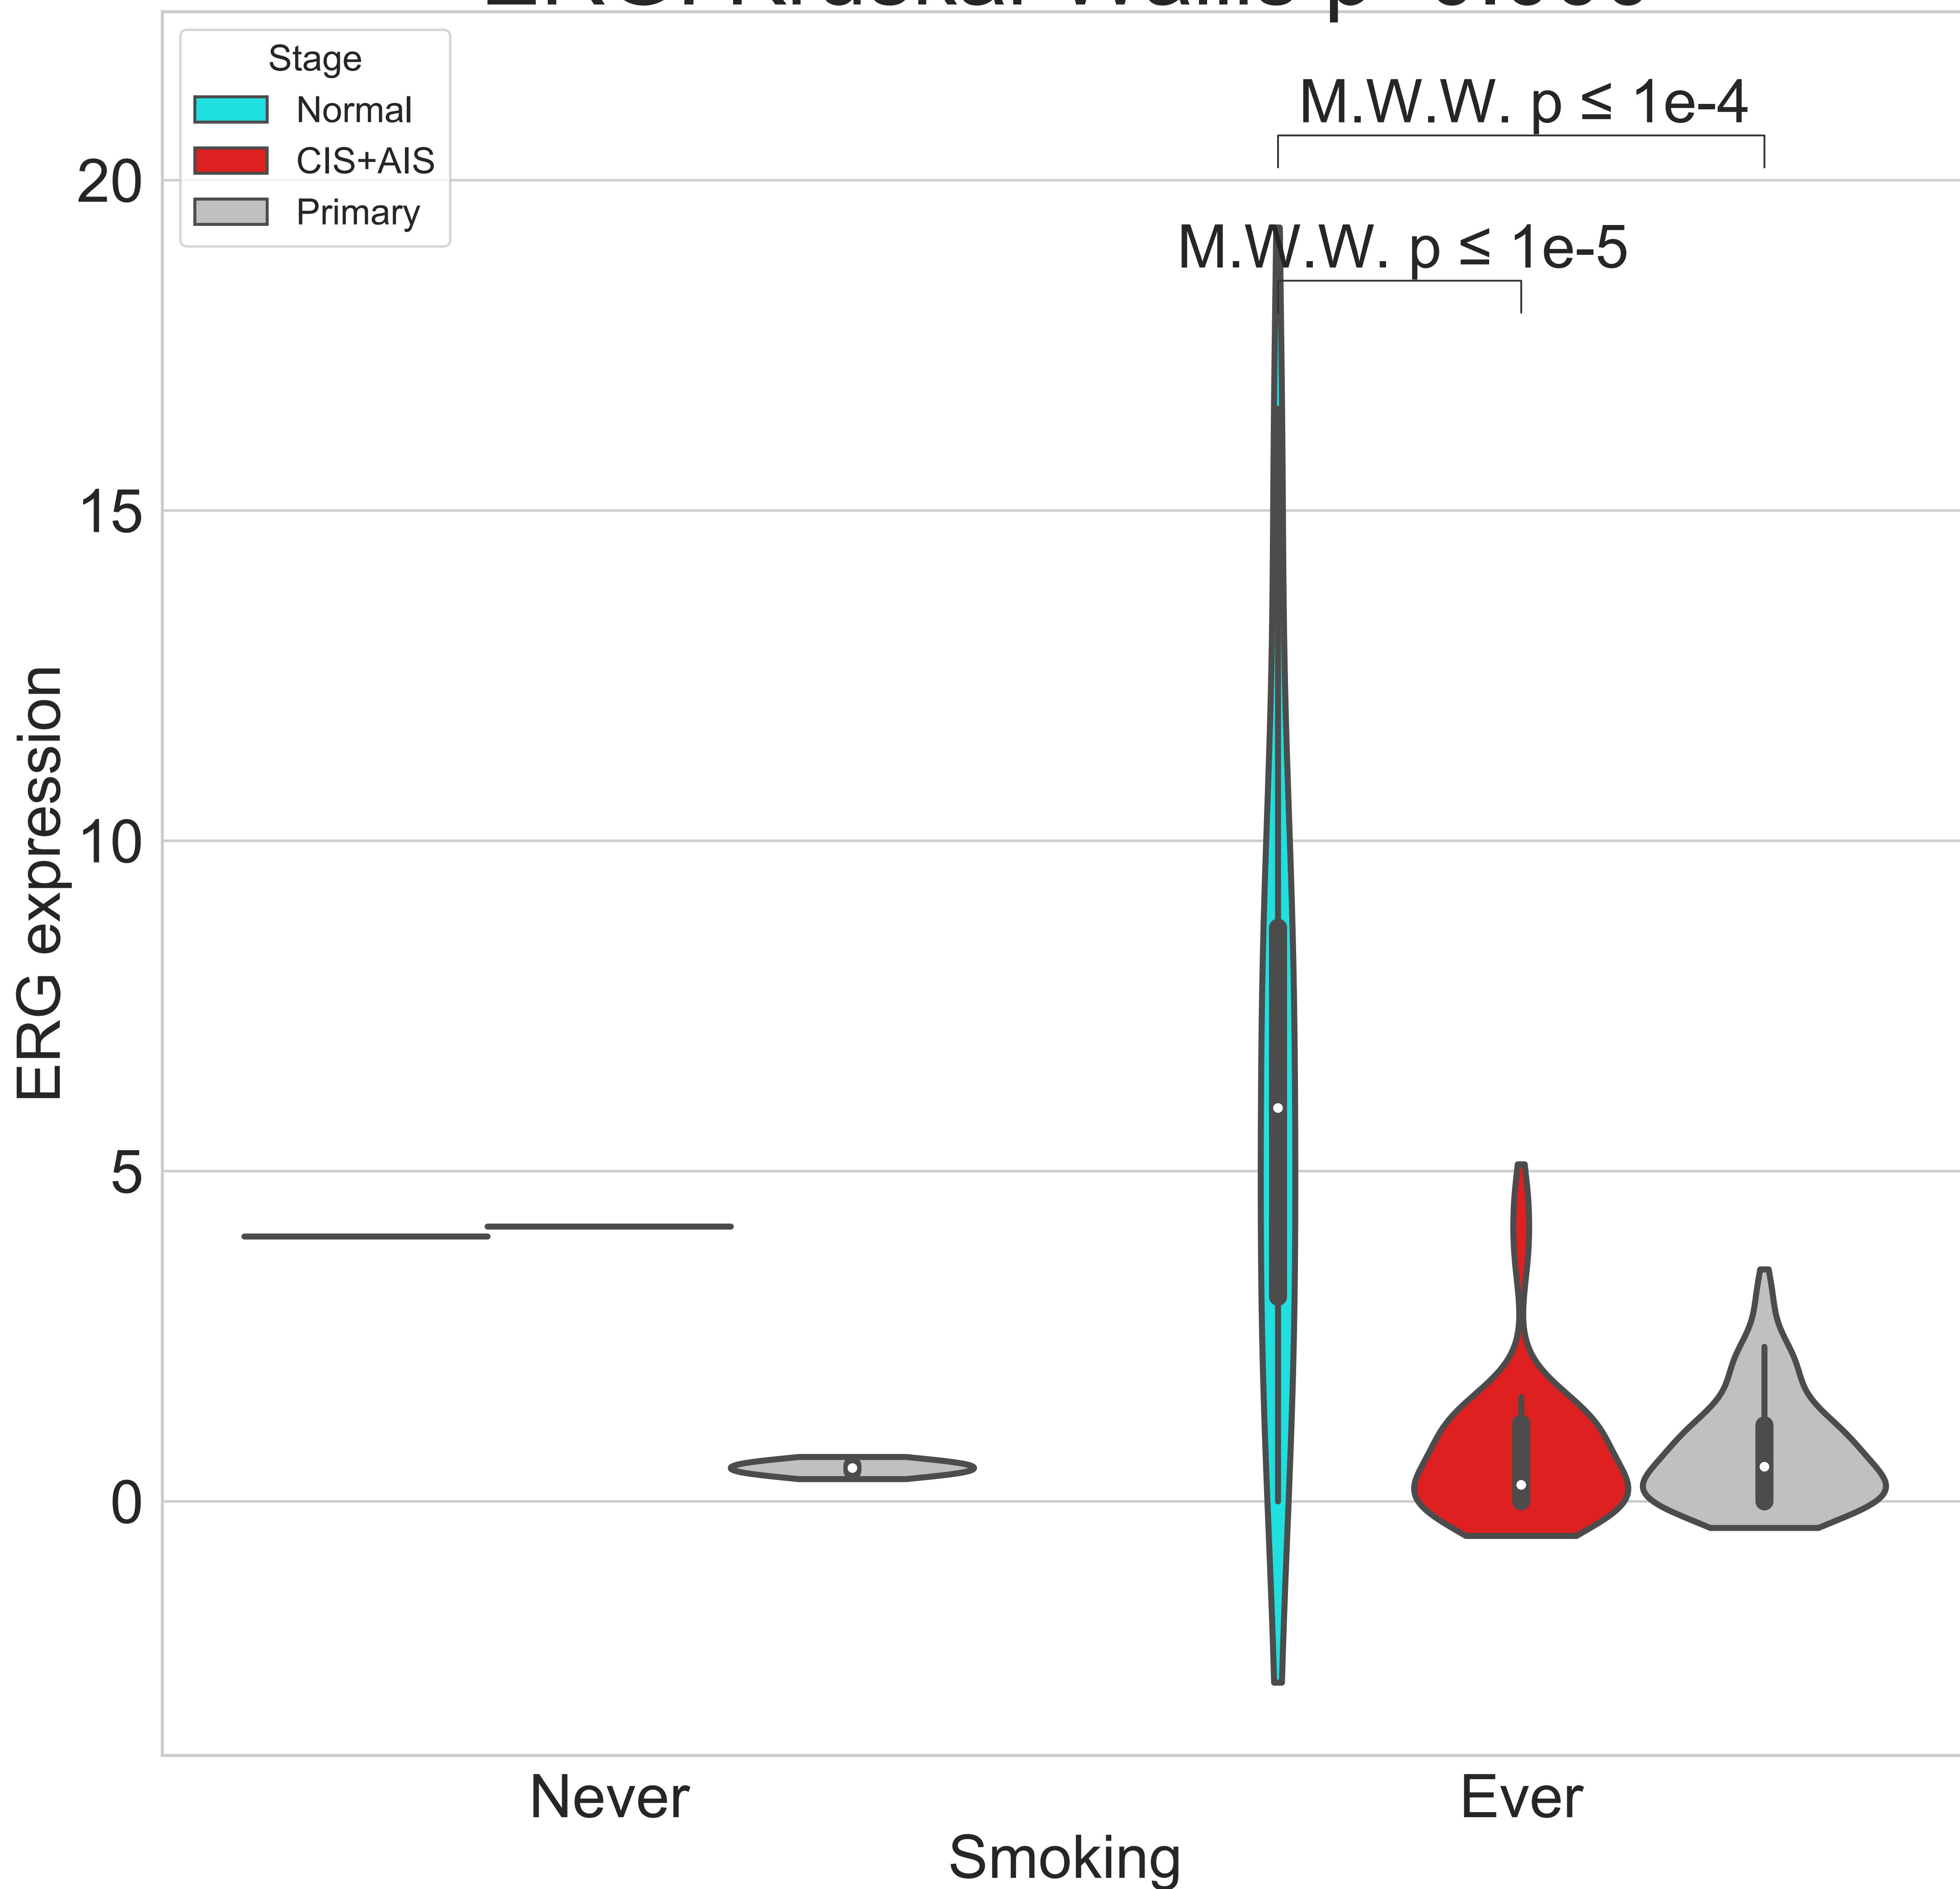 Stage
Normal
CIS+AIS
Primary
M.W.W. p ≤ 1e-4
M.W.W. p ≤ 1e-5
20
15
10
5
0
ERG expression
Never
Ever
Smoking